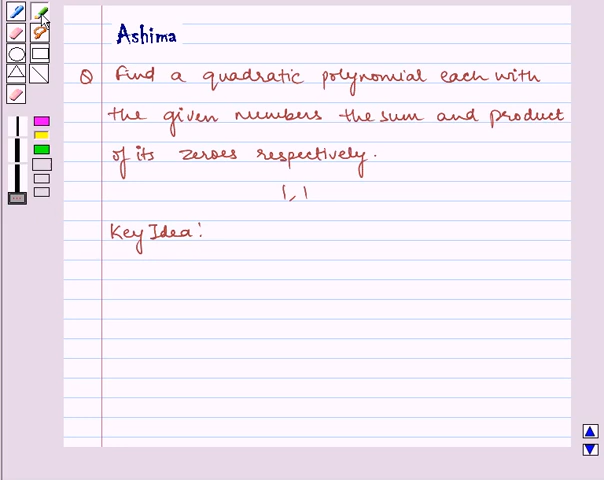 Ashima
Q Find a quadratic polynomial each with
the given numbers the sum and product
of its zeroes respectively.
1, 1
Key Idea: